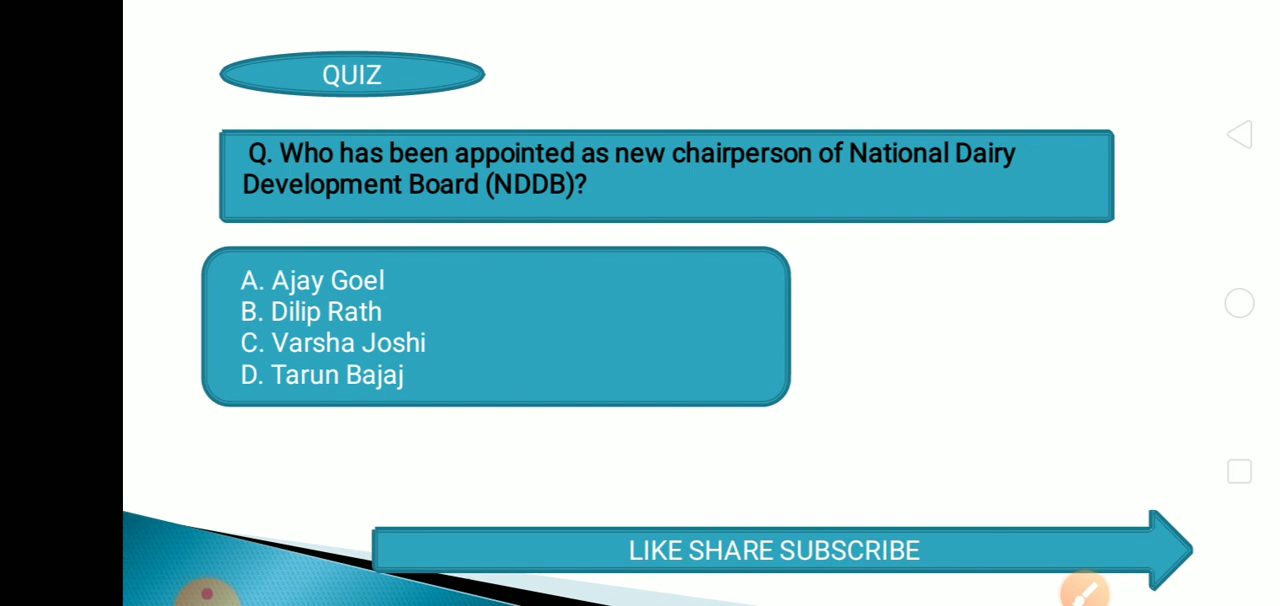 QUIZ
Q. Who has been appointed as new chairperson of National Dairy
Development Board (NDDB)?
A. Ajay Goel
B. Dilip Rath
C. Varsha Joshi
D. Tarun Bajaj
LIKE SHARE SUBSCRIBE